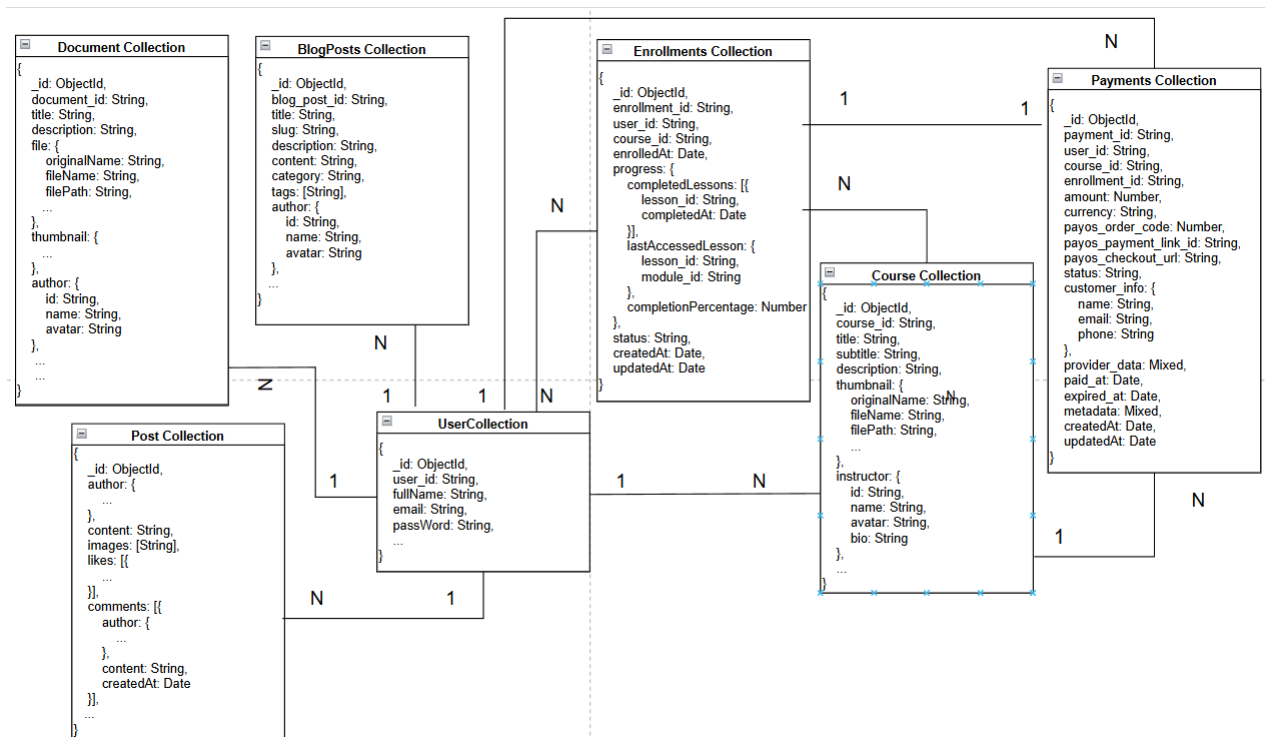 Document Collection
{
_id: ObjectId,
document_id: String,
title: String,
description: String,
file: {
originalName: String,
fileName: String,
filePath: String,
...
},
thumbnail: {
...
},
author: {
id: String,
name: String,
avatar: String
},
...
...
}
BlogPosts Collection
{
_id: ObjectId,
blog_post_id: String,
title: String,
slug: String,
description: String,
content: String,
category: String,
tags: [String],
author: {
id: String,
name: String,
avatar: String
},
...
}
Enrollments Collection
{
_id: ObjectId,
enrollment_id: String,
user_id: String,
course_id: String,
enrolledAt: Date,
progress: {
completedLessons: [{
lesson_id: String,
completedAt: Date
}],
lastAccessedLesson: {
lesson_id: String,
module_id: String
},
completionPercentage: Number
},
status: String,
createdAt: Date,
updatedAt: Date
}
Payments Collection
{
_id: ObjectId,
payment_id: String,
user_id: String,
course_id: String,
enrollment_id: String,
amount: Number,
currency: String,
payos_order_code: Number,
payos_payment_link_id: String,
payos_checkout_url: String,
status: String,
customer_info: {
name: String,
email: String,
phone: String
},
provider_data: Mixed,
paid_at: Date,
expired_at: Date,
metadata: Mixed,
createdAt: Date,
updatedAt: Date
}
Course Collection
{
_id: ObjectId,
course_id: String,
title: String,
subtitle: String,
description: String,
thumbnail: {
originalName: String,
fileName: String,
filePath: String,
...
},
instructor: {
id: String,
name: String,
avatar: String,
bio: String
},
...
}
UserCollection
{
_id: ObjectId,
user_id: String,
fullName: String,
email: String,
passWord: String,
...
}
Post Collection
{
_id: ObjectId,
author: {
...
},
content: String,
images: [String],
likes: [{
...
}],
comments: [{
author: {
...
},
content: String,
createdAt: Date
}],
...
}
N
1
1
N
N
N
N
1
1
N
N
1
1
N
N
1
N
1